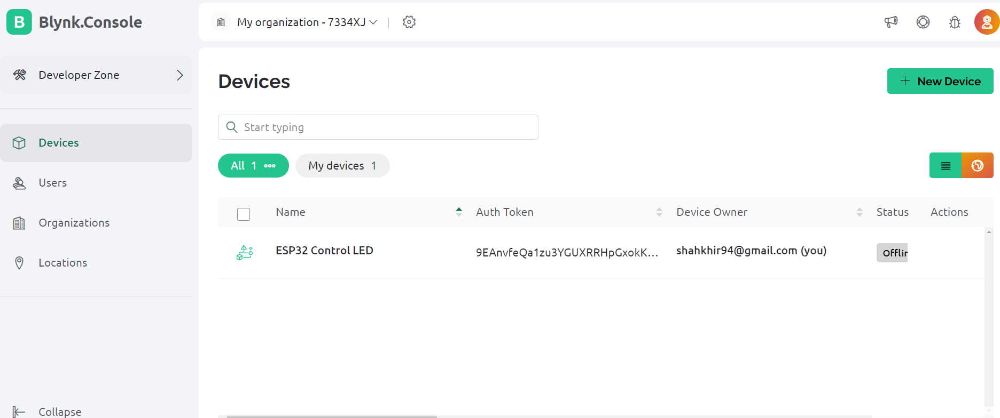 B Blynk.Console
My organization - 7334XJ
Developer Zone
Devices
Users
Organizations
Locations
Collapse
Devices
New Device
Start typing
All 1
My devices 1
Name Auth Token Device Owner Status Actions
ESP32 Control LED 9EAnvfeQa1zu3YGUXRRHpGxokK... shahkhir94@gmail.com (you) Offlin